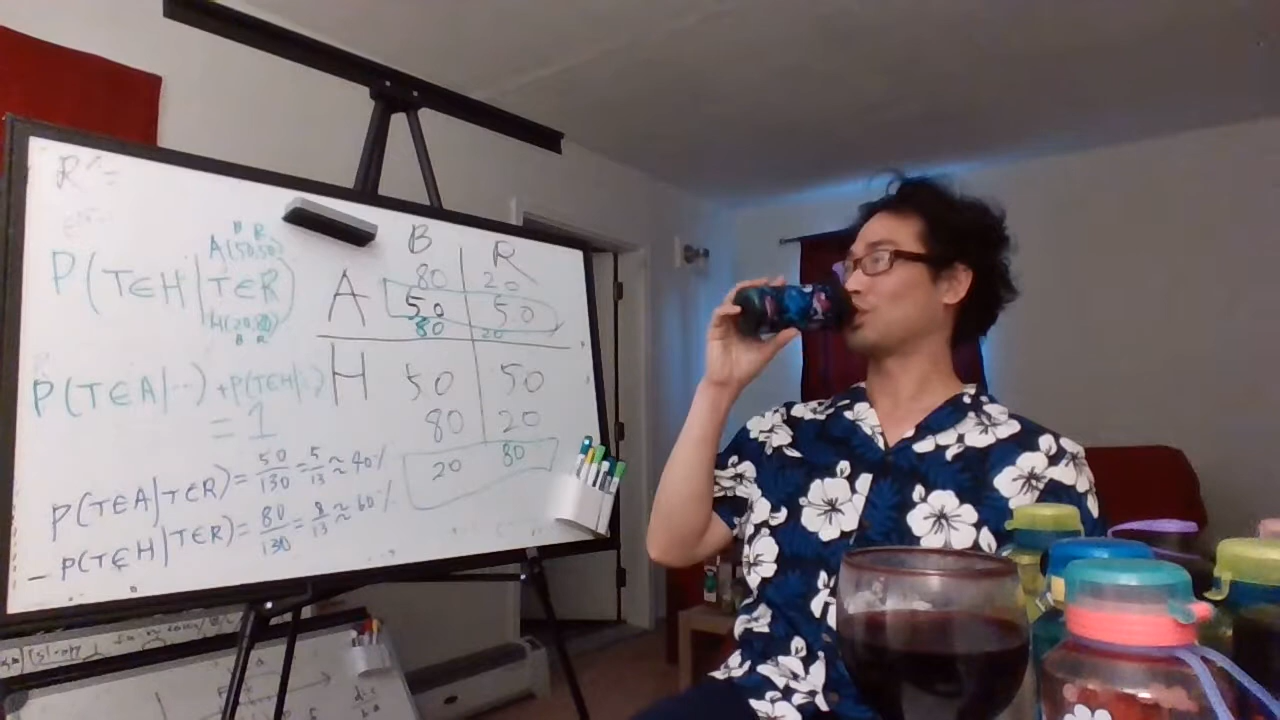 R^=
B R
A(50,50)
P(T∈H|T∈R)
H(20,80)
B R
P(T∈A|...)+P(T∈H|..)
=1
P(T∈A|T∈R)=50/130=5/13≈40%
P(T∈H|T∈R)=80/130=8/13≈60%
B R
80 20
A 50 50
80 20
H 50 50
80 20
20 80